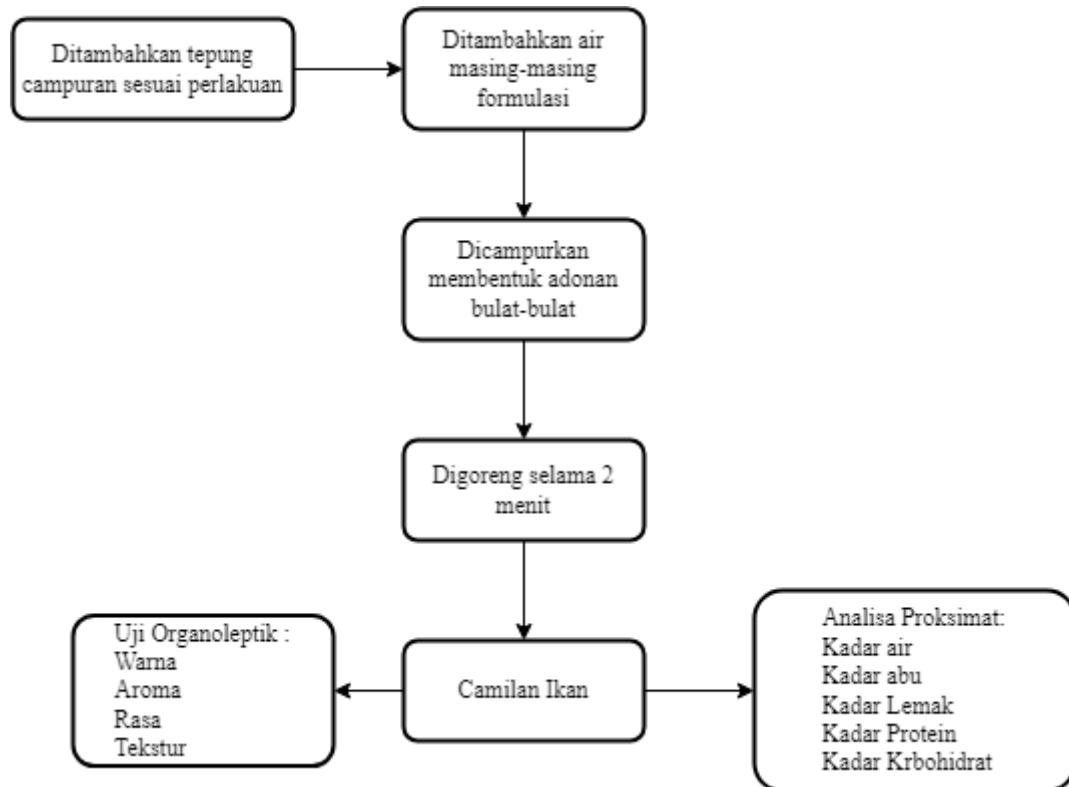 Ditambahkan tepung
campuran sesuai perlakuan
Ditambahkan air
masing-masing
formulasi
Dicampurkan
membentuk adonan
bulat-bulat
Digoreng selama 2
menit
Uji Organoleptik :
Warna
Aroma
Rasa
Tekstur
Camilan Ikan
Analisa Proksimat:
Kadar air
Kadar abu
Kadar Lemak
Kadar Protein
Kadar Krbohidrat